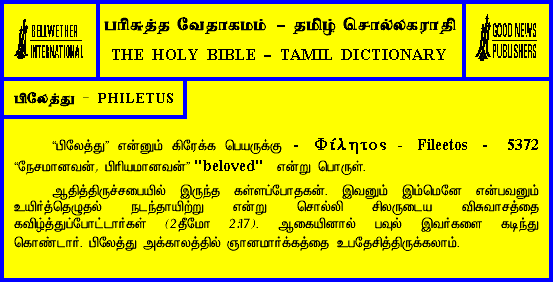 BELLWETHER
INTERNATIONAL
பரிசுத்த வேதாகமம் – தமிழ் சொல்லகராதி
THE HOLY BIBLE – TAMIL DICTIONARY
GOOD NEWS
PUBLISHERS
பிலேத்து – PHILETUS
“பிலேத்து” என்னும் கிரேக்க பெயருக்கு - Φίλητος - Fileetos - 5372
“நேசமானவன், பிரியமானவன்” "beloved" என்று பொருள்.
ஆதித்திருச்சபையில் இருந்த கள்ளப்போதகன். இவனும் இம்மெனே என்பவனும்
உயிர்த்தெழுதல் நடந்தாயிற்று என்று சொல்லி சிலருடைய விசுவாசத்தை
கவிழ்த்துப்போட்டார்கள் (2தீமோ 2:17). ஆகையினால் பவுல் இவர்களை கடிந்து
கொண்டார். பிலேத்து அக்காலத்தில் ஞானமார்க்கத்தை உபதேசித்திருக்கலாம்.